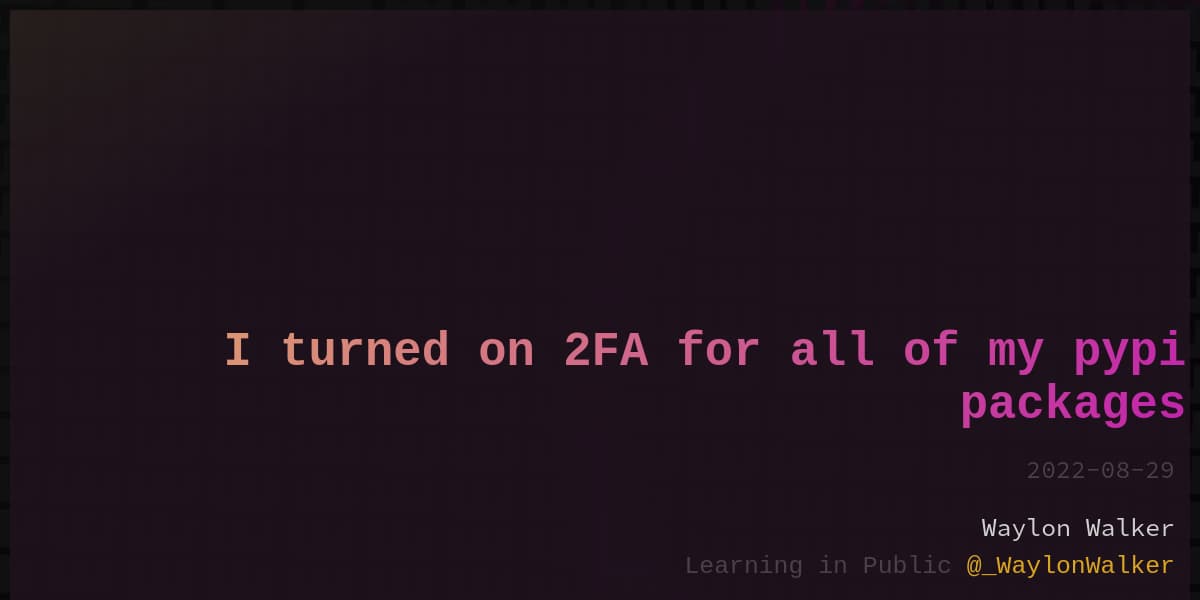 I turned on 2FA for all of my pypi
packages
2022-08-29
Waylon Walker
Learning in Public @_WaylonWalker